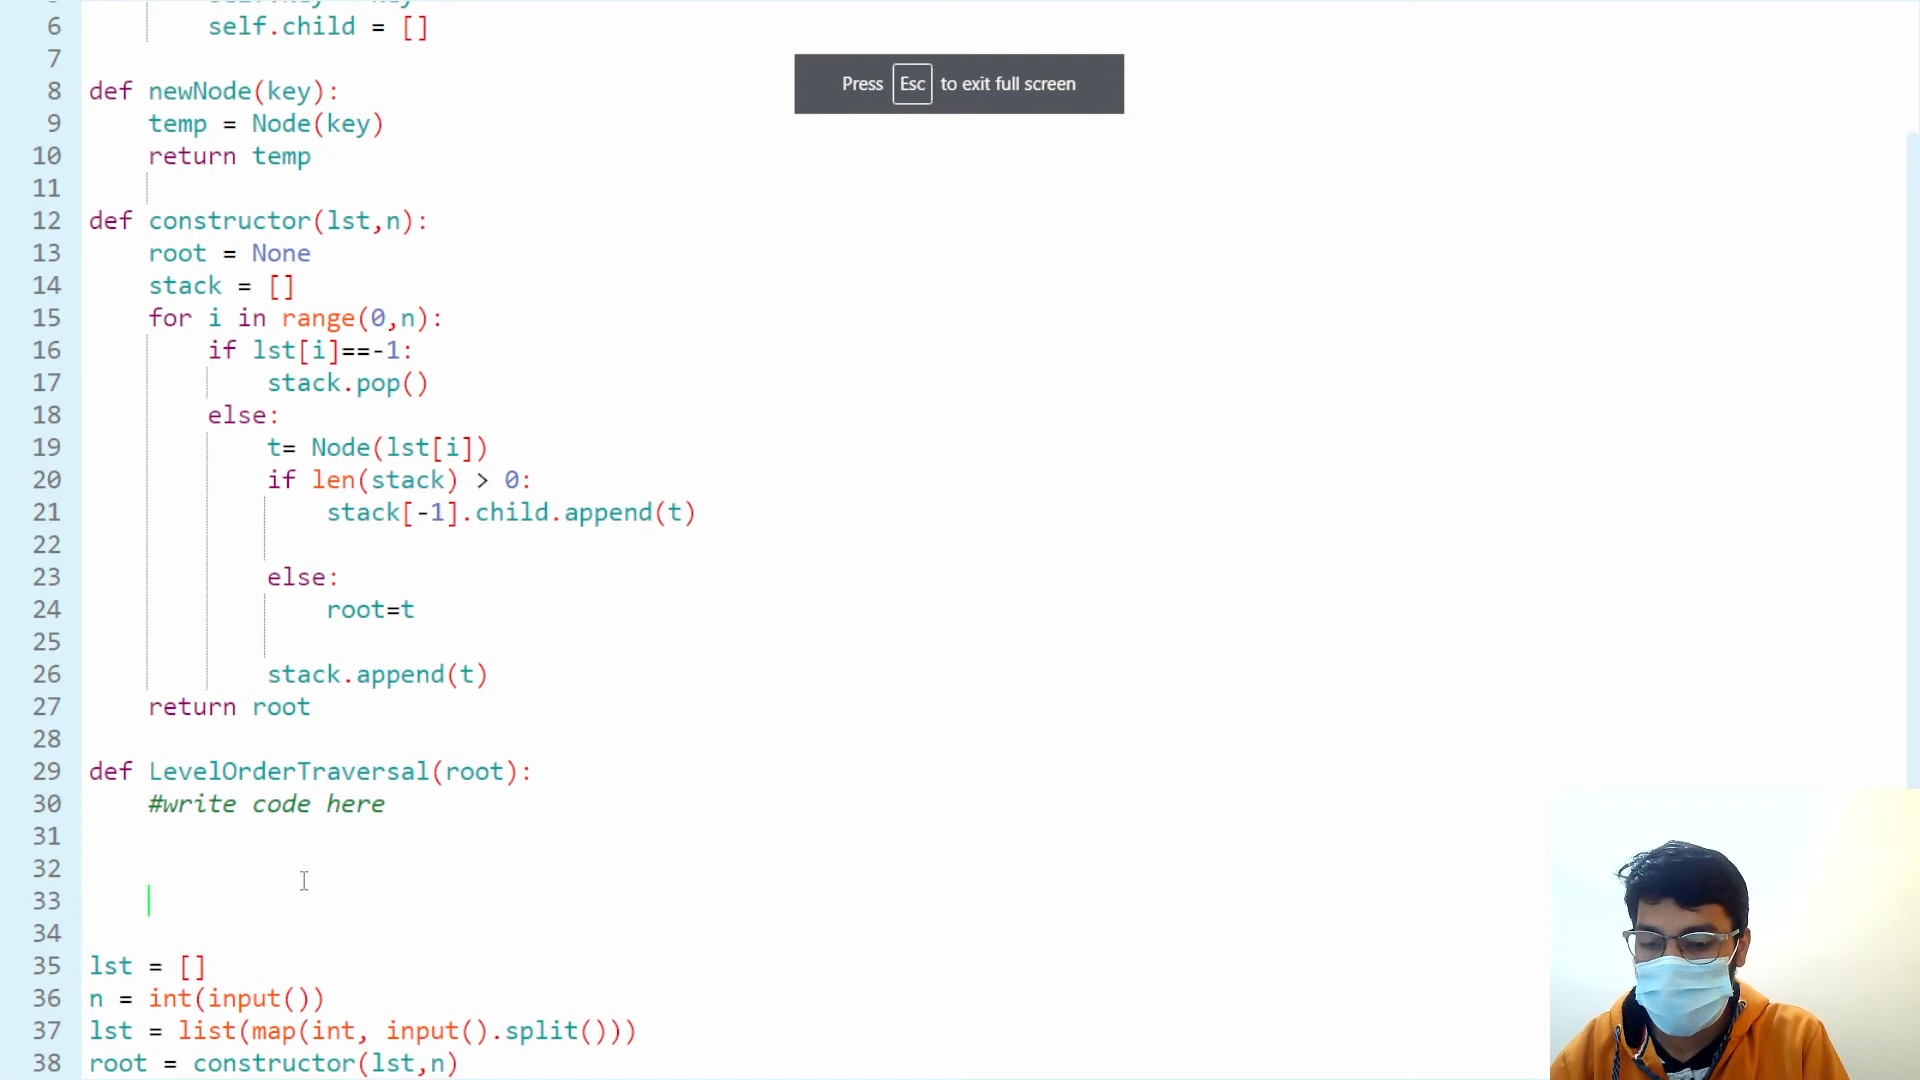 6 self.child = []
7
8 def newNode(key):
9 temp = Node(key)
10 return temp
11
12 def constructor(lst,n):
13 root = None
14 stack = []
15 for i in range(0,n):
16 if lst[i]==-1:
17 stack.pop()
18 else:
19 t= Node(lst[i])
20 if len(stack) > 0:
21 stack[-1].child.append(t)
22
23 else:
24 root=t
25
26 stack.append(t)
27 return root
28
29 def LevelOrderTraversal(root):
30 #write code here
31
32
33
34
35 lst = []
36 n = int(input())
37 lst = list(map(int, input().split()))
38 root = constructor(lst,n)
Press Esc to exit full screen